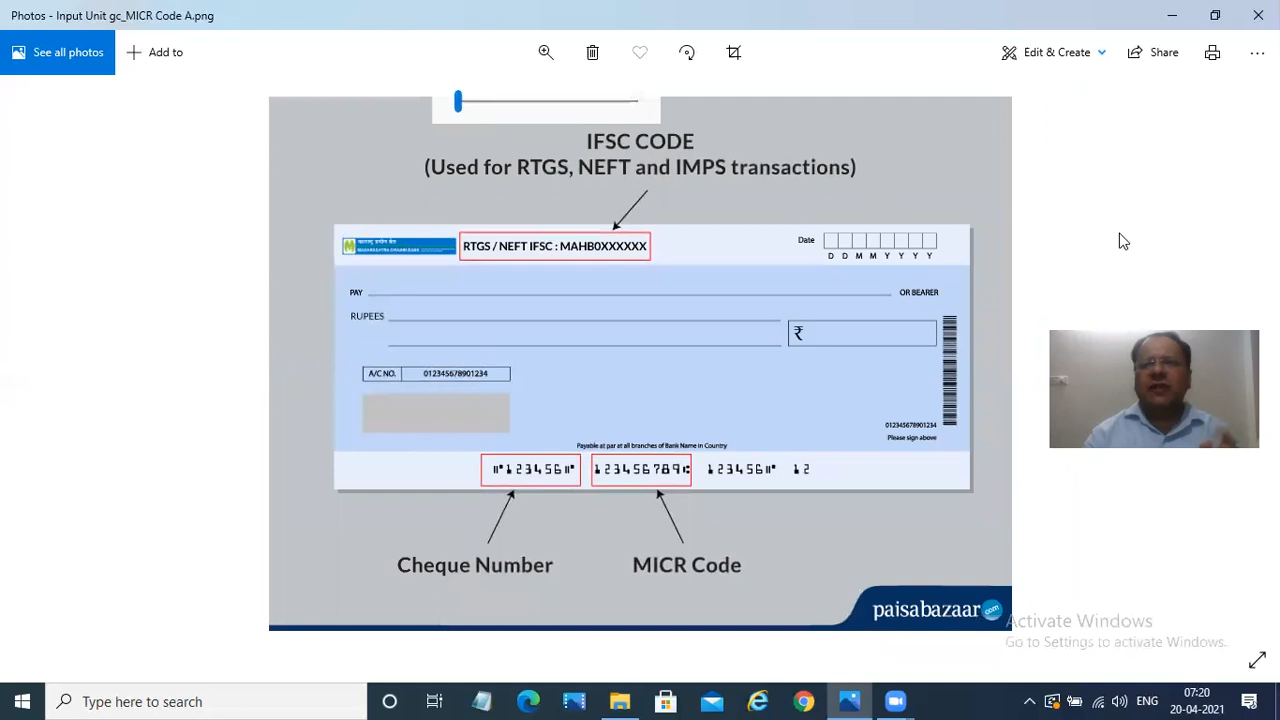 Photos - Input Unit gc_MICR Code A.png
See all photos
Add to
Edit & Create
Share
IFSC CODE
(Used for RTGS, NEFT and IMPS transactions)
RTGS / NEFT IFSC : MAHB0XXXXXX
Date
D D M M Y Y Y Y
PAY
OR BEARER
RUPEES
₹
A/C NO. 012345678901234
012345678901234
Please sign above
Payable at par at all branches of Bank Name in Country
⑈123456⑈ 123456789⑆ 123456⑈ 12
Cheque Number
MICR Code
paisabazaar.com
Activate Windows
Go to Settings to activate Windows.
Type here to search
ENG
07:20
20-04-2021